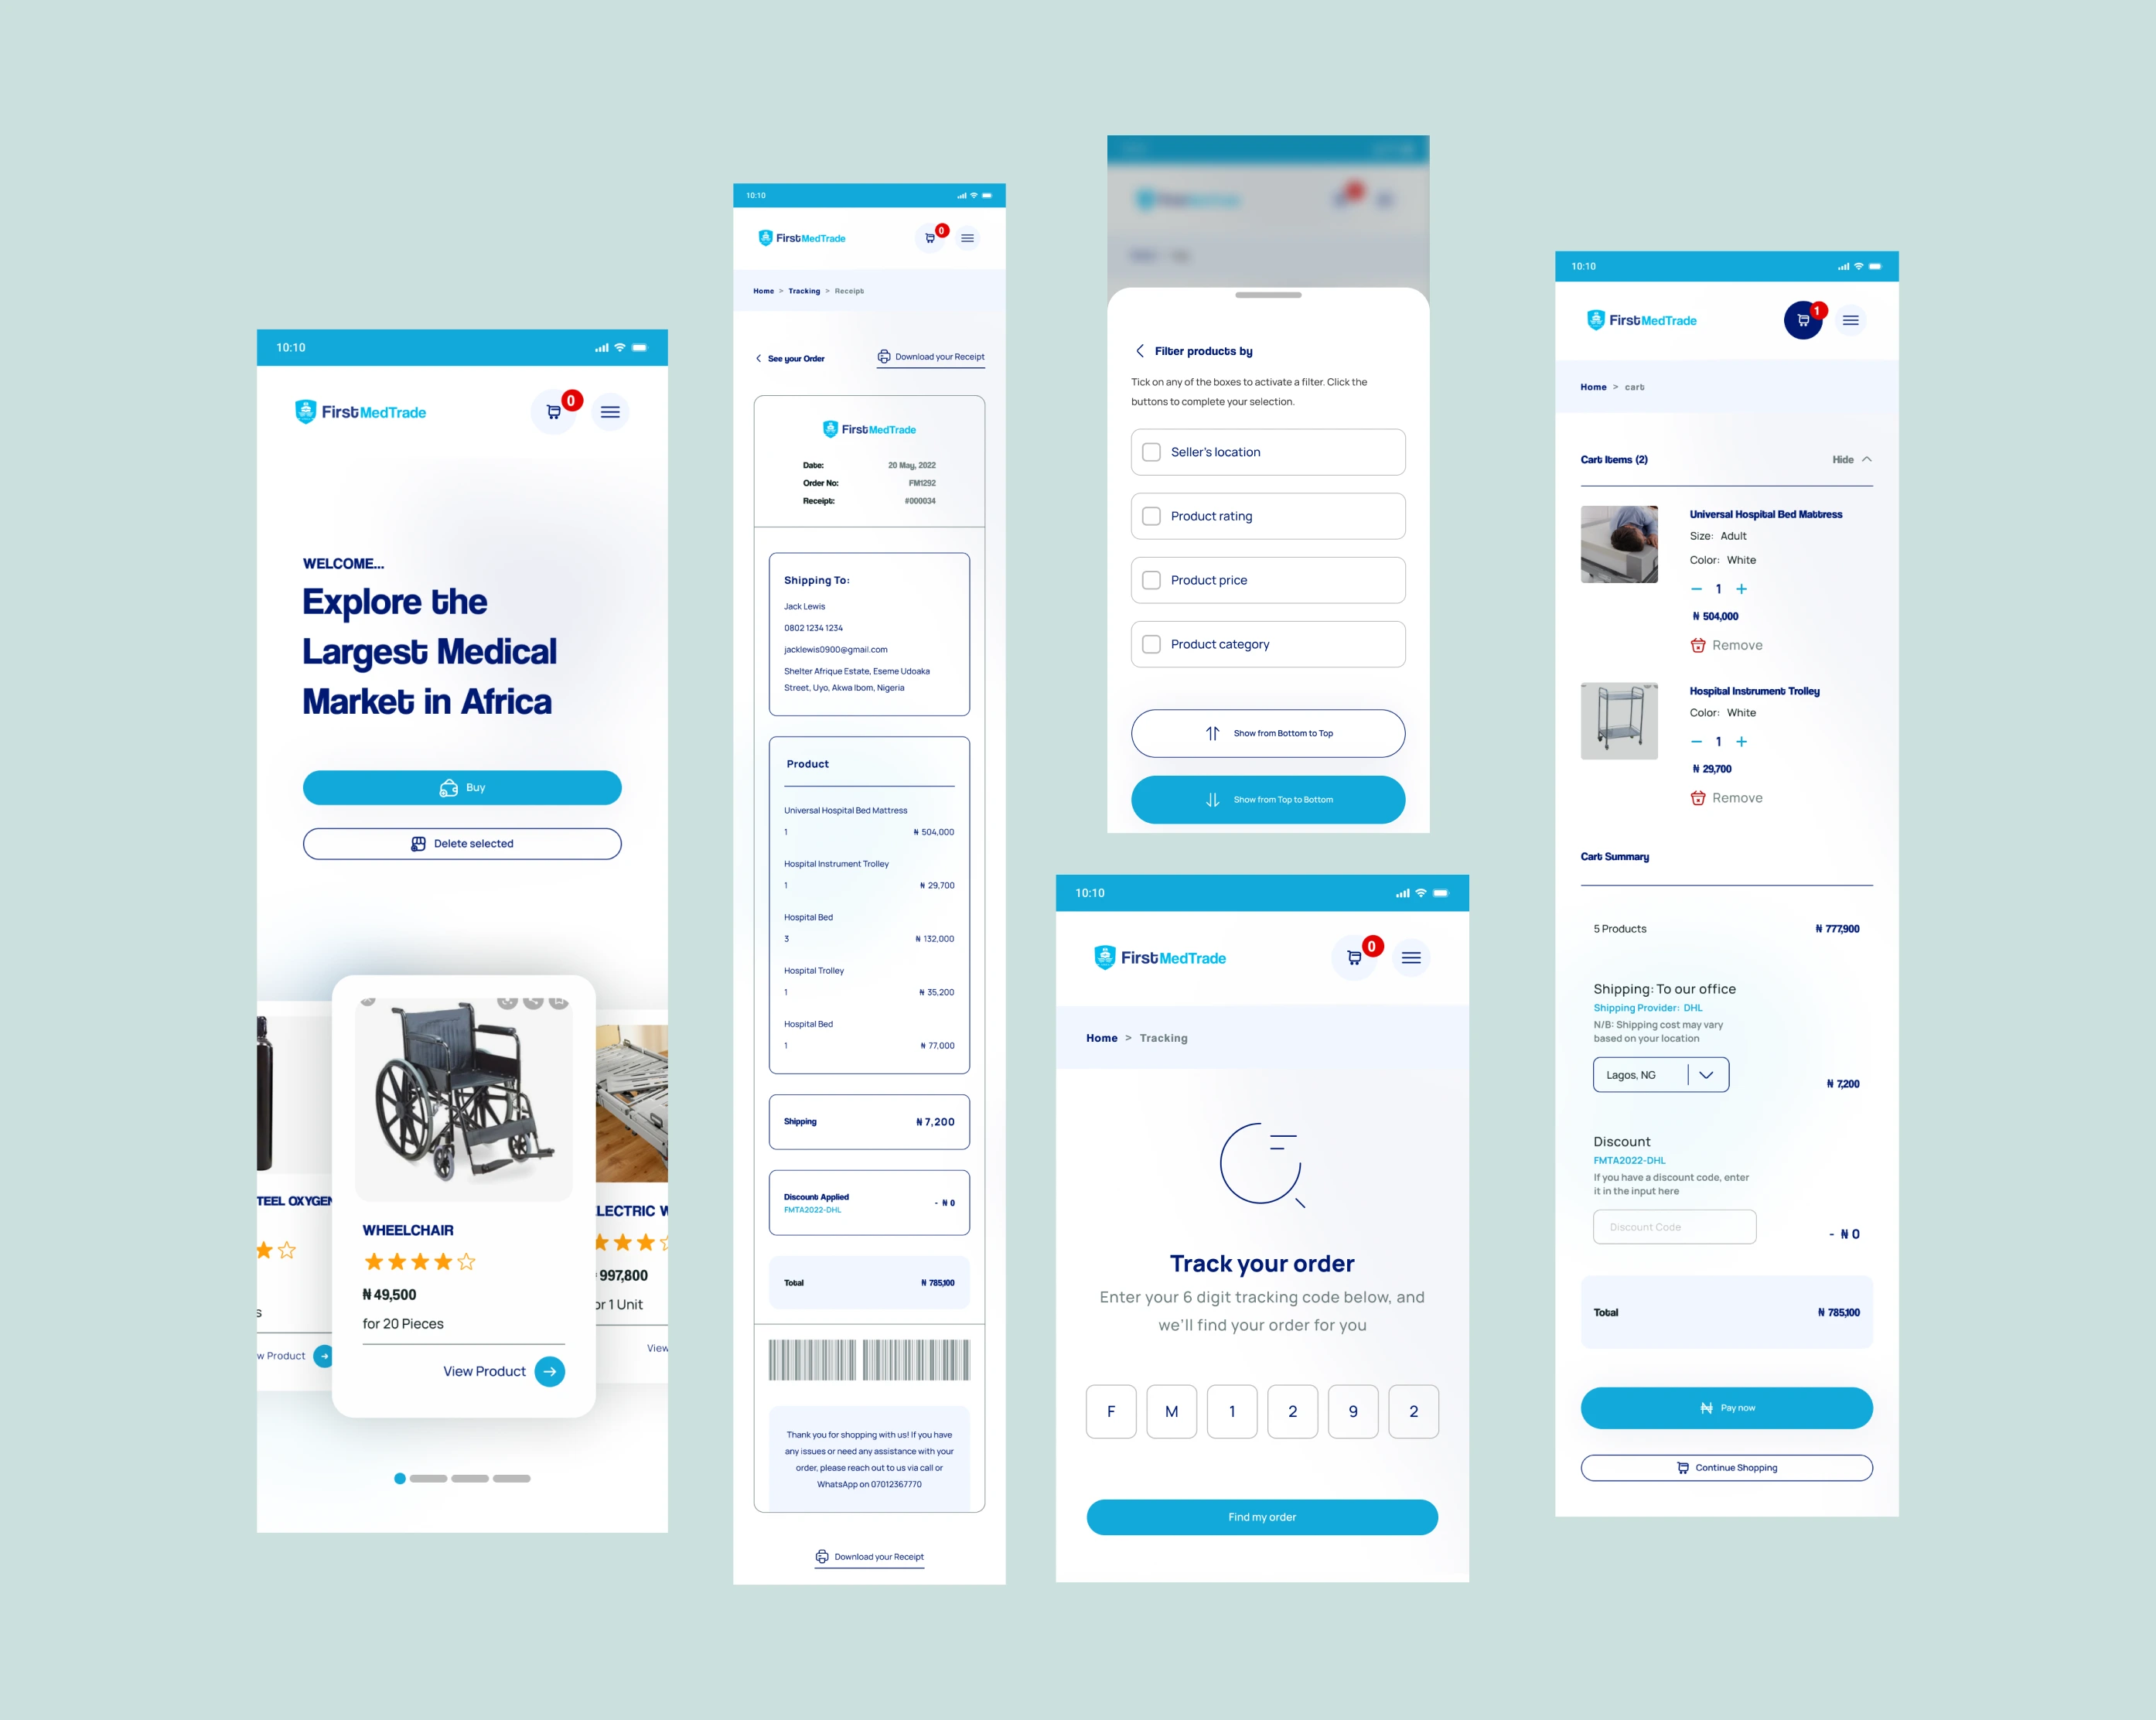 10:10
FirstMedTrade
0
WELCOME...
Explore the
Largest Medical
Market in Africa
Buy
Delete selected
TEEL OXYGEN
s
w Product
WHEELCHAIR
₦ 49,500
for 20 Pieces
View Product
LECTRIC W
997,800
or 1 Unit
View
10:10
FirstMedTrade
0
Home > Tracking > Receipt
See your Order
Download your Receipt
FirstMedTrade
Date: 20 May, 2022
Order No: FM1292
Receipt: #000034
Shipping To:
Jack Lewis
0802 1234 1234
jacklewis0900@gmail.com
Shelter Afrique Estate, Eseme Udoaka
Street, Uyo, Akwa Ibom, Nigeria
Product
Universal Hospital Bed Mattress
1 ₦ 504,000
Hospital Instrument Trolley
1 ₦ 29,700
Hospital Bed
3 ₦ 132,000
Hospital Trolley
1 ₦ 35,200
Hospital Bed
1 ₦ 77,000
Shipping ₦ 7,200
Discount Applied
FMTA2022-DHL
- ₦ 0
Total ₦ 785,100
Thank you for shopping with us! If you have
any issues or need any assistance with your
order, please reach out to us via call or
WhatsApp on 07012367770
Download your Receipt
Filter products by
Tick on any of the boxes to activate a filter. Click the
buttons to complete your selection.
Seller's location
Product rating
Product price
Product category
Show from Bottom to Top
Show from Top to Bottom
10:10
FirstMedTrade
0
Home > Tracking
Track your order
Enter your 6 digit tracking code below, and
we'll find your order for you
F M 1 2 9 2
Find my order
10:10
FirstMedTrade
1
Home > cart
Cart Items (2) Hide
Universal Hospital Bed Mattress
Size: Adult
Color: White
− 1 +
₦ 504,000
Remove
Hospital Instrument Trolley
Color: White
− 1 +
₦ 29,700
Remove
Cart Summary
5 Products ₦ 777,900
Shipping: To our office
Shipping Provider: DHL
N/B: Shipping cost may vary
based on your location
Lagos, NG
₦ 7,200
Discount
FMTA2022-DHL
If you have a discount code, enter
it in the input here
Discount Code
- ₦ 0
Total ₦ 785,100
₦ Pay now
Continue Shopping